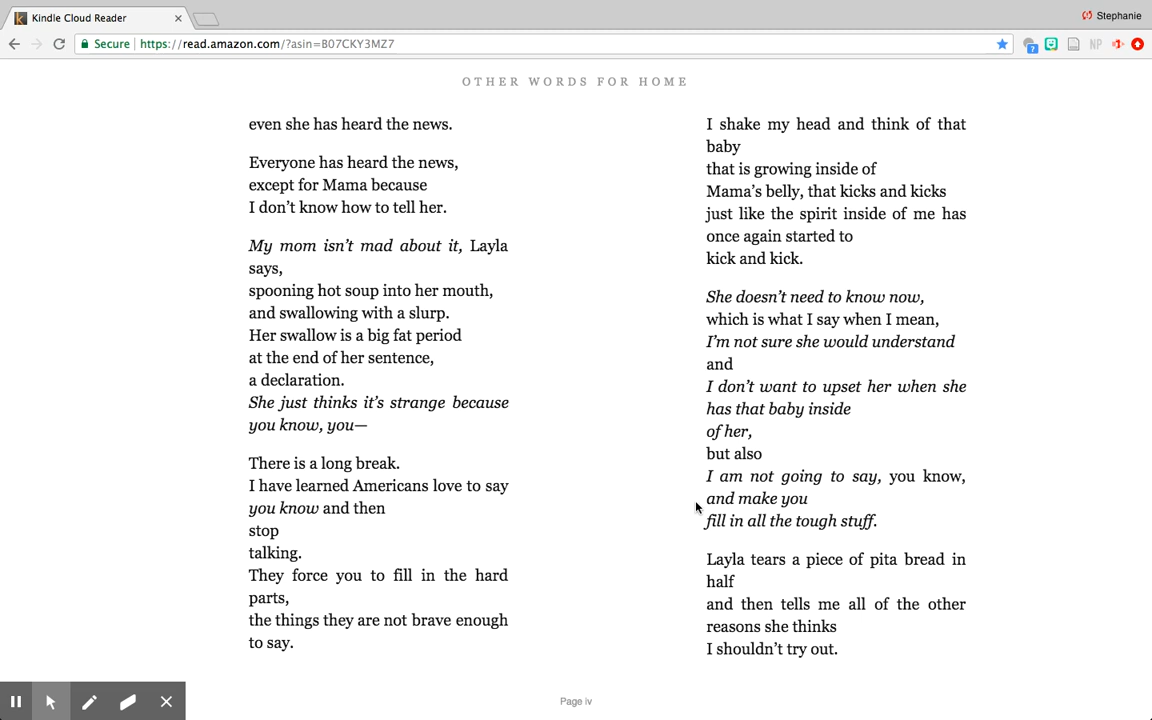 Kindle Cloud Reader
Stephanie
Secure
https://read.amazon.com/?asin=B07CKY3MZ7
?
NP
OTHER WORDS FOR HOME
even she has heard the news.
Everyone has heard the news,
except for Mama because
I don’t know how to tell her.
My mom isn’t mad about it, Layla
says,
spooning hot soup into her mouth,
and swallowing with a slurp.
Her swallow is a big fat period
at the end of her sentence,
a declaration.
She just thinks it’s strange because
you know, you—
There is a long break.
I have learned Americans love to say
you know and then
stop
talking.
They force you to fill in the hard
parts,
the things they are not brave enough
to say.
I shake my head and think of that
baby
that is growing inside of
Mama’s belly, that kicks and kicks
just like the spirit inside of me has
once again started to
kick and kick.
She doesn’t need to know now,
which is what I say when I mean,
I’m not sure she would understand
and
I don’t want to upset her when she
has that baby inside
of her,
but also
I am not going to say, you know,
and make you
fill in all the tough stuff.
Layla tears a piece of pita bread in
half
and then tells me all of the other
reasons she thinks
I shouldn’t try out.
Page iv